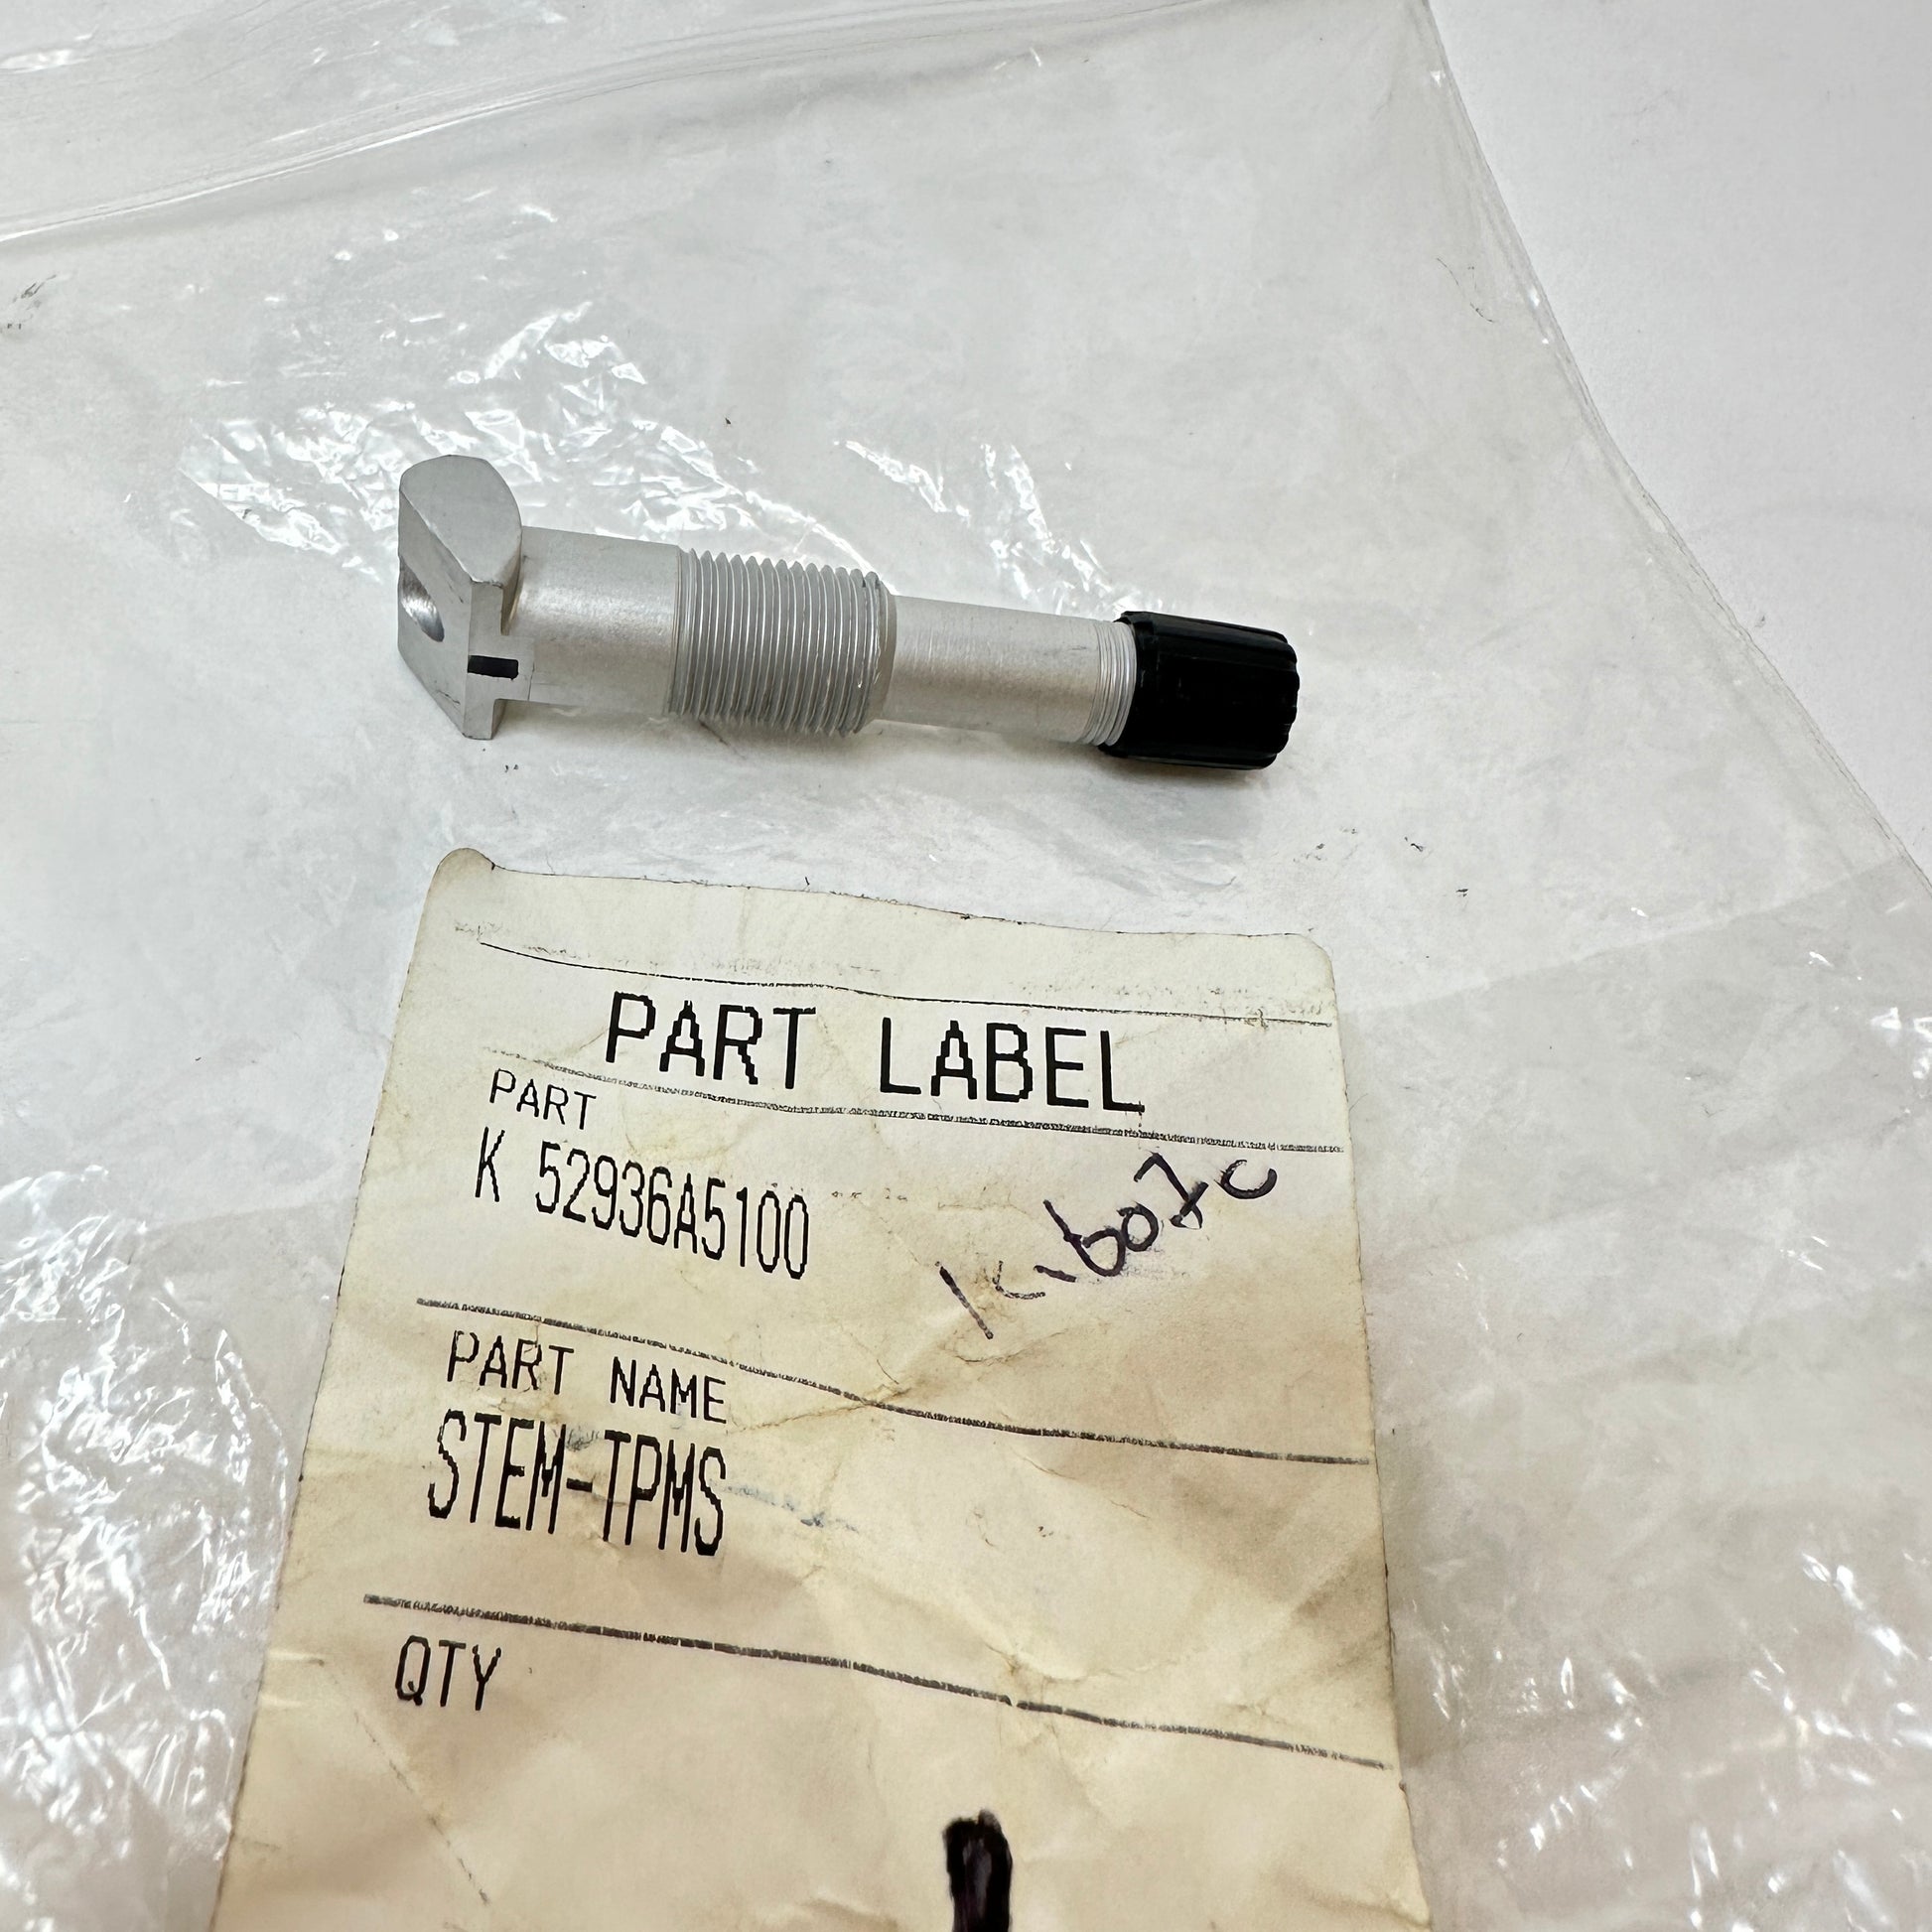 PART LABEL
PART
K 52936A5100
PART NAME
STEM-TPMS
QTY